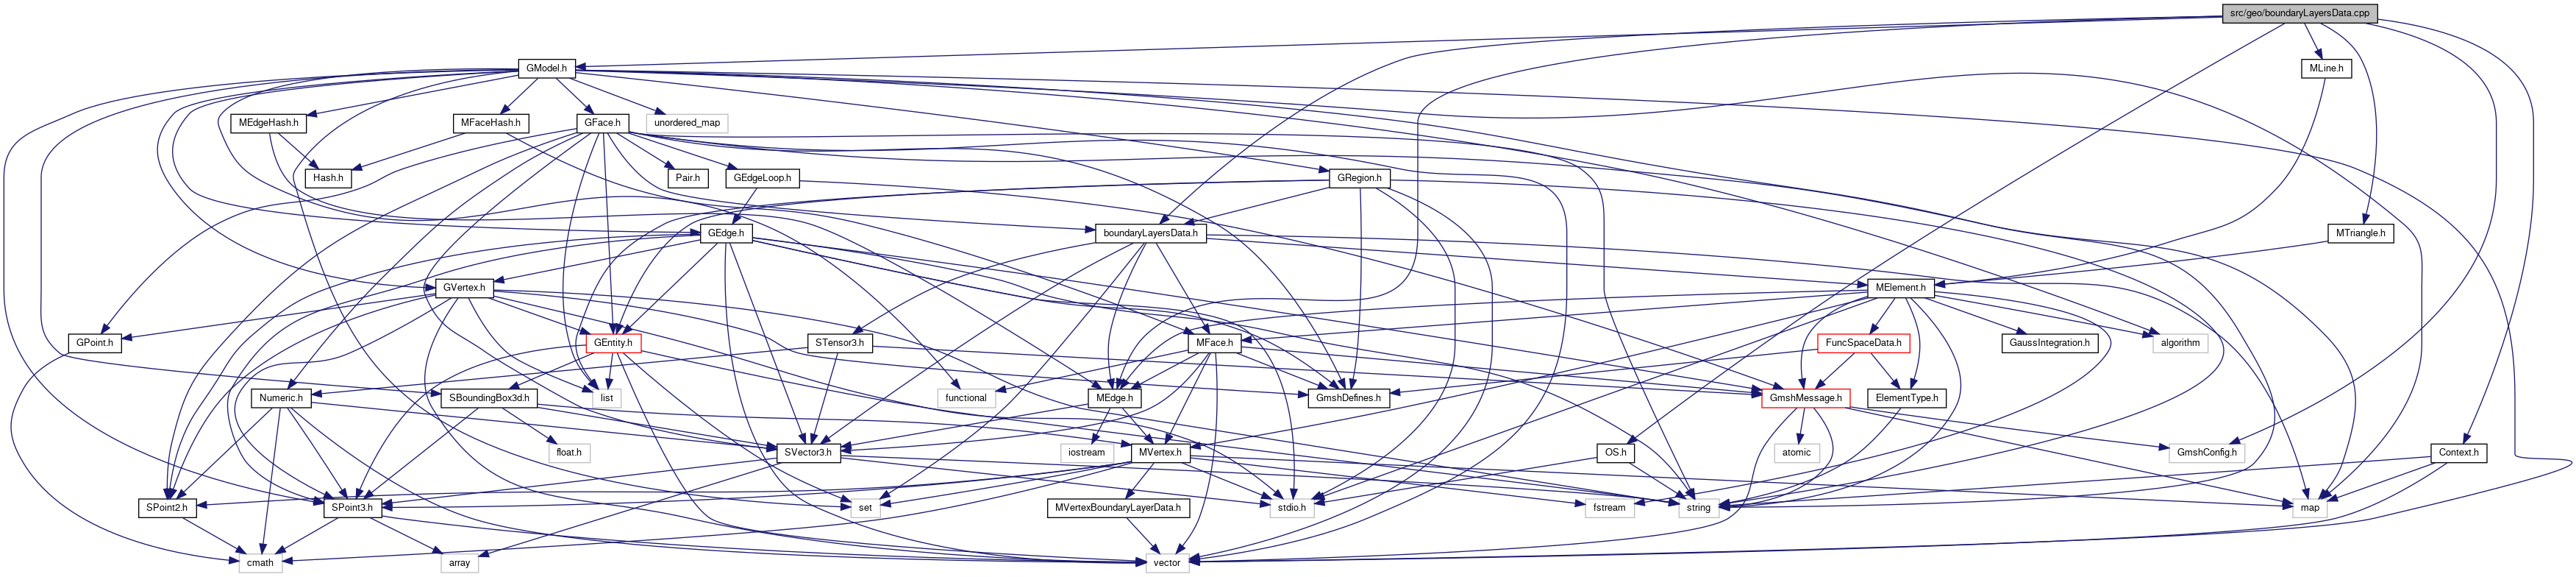 src/geo/boundaryLayersData.cpp
GModel.h
MLine.h
MEdgeHash.h
MFaceHash.h
GFace.h
unordered_map
Hash.h
Pair.h
GEdgeLoop.h
GRegion.h
GEdge.h
boundaryLayersData.h
MTriangle.h
GVertex.h
MElement.h
GPoint.h
GEntity.h
STensor3.h
MFace.h
FuncSpaceData.h
GaussIntegration.h
algorithm
Numeric.h
SBoundingBox3d.h
list
functional
MEdge.h
GmshDefines.h
GmshMessage.h
ElementType.h
float.h
SVector3.h
iostream
MVertex.h
OS.h
atomic
GmshConfig.h
Context.h
SPoint2.h
SPoint3.h
set
MVertexBoundaryLayerData.h
stdio.h
fstream
string
map
cmath
array
vector